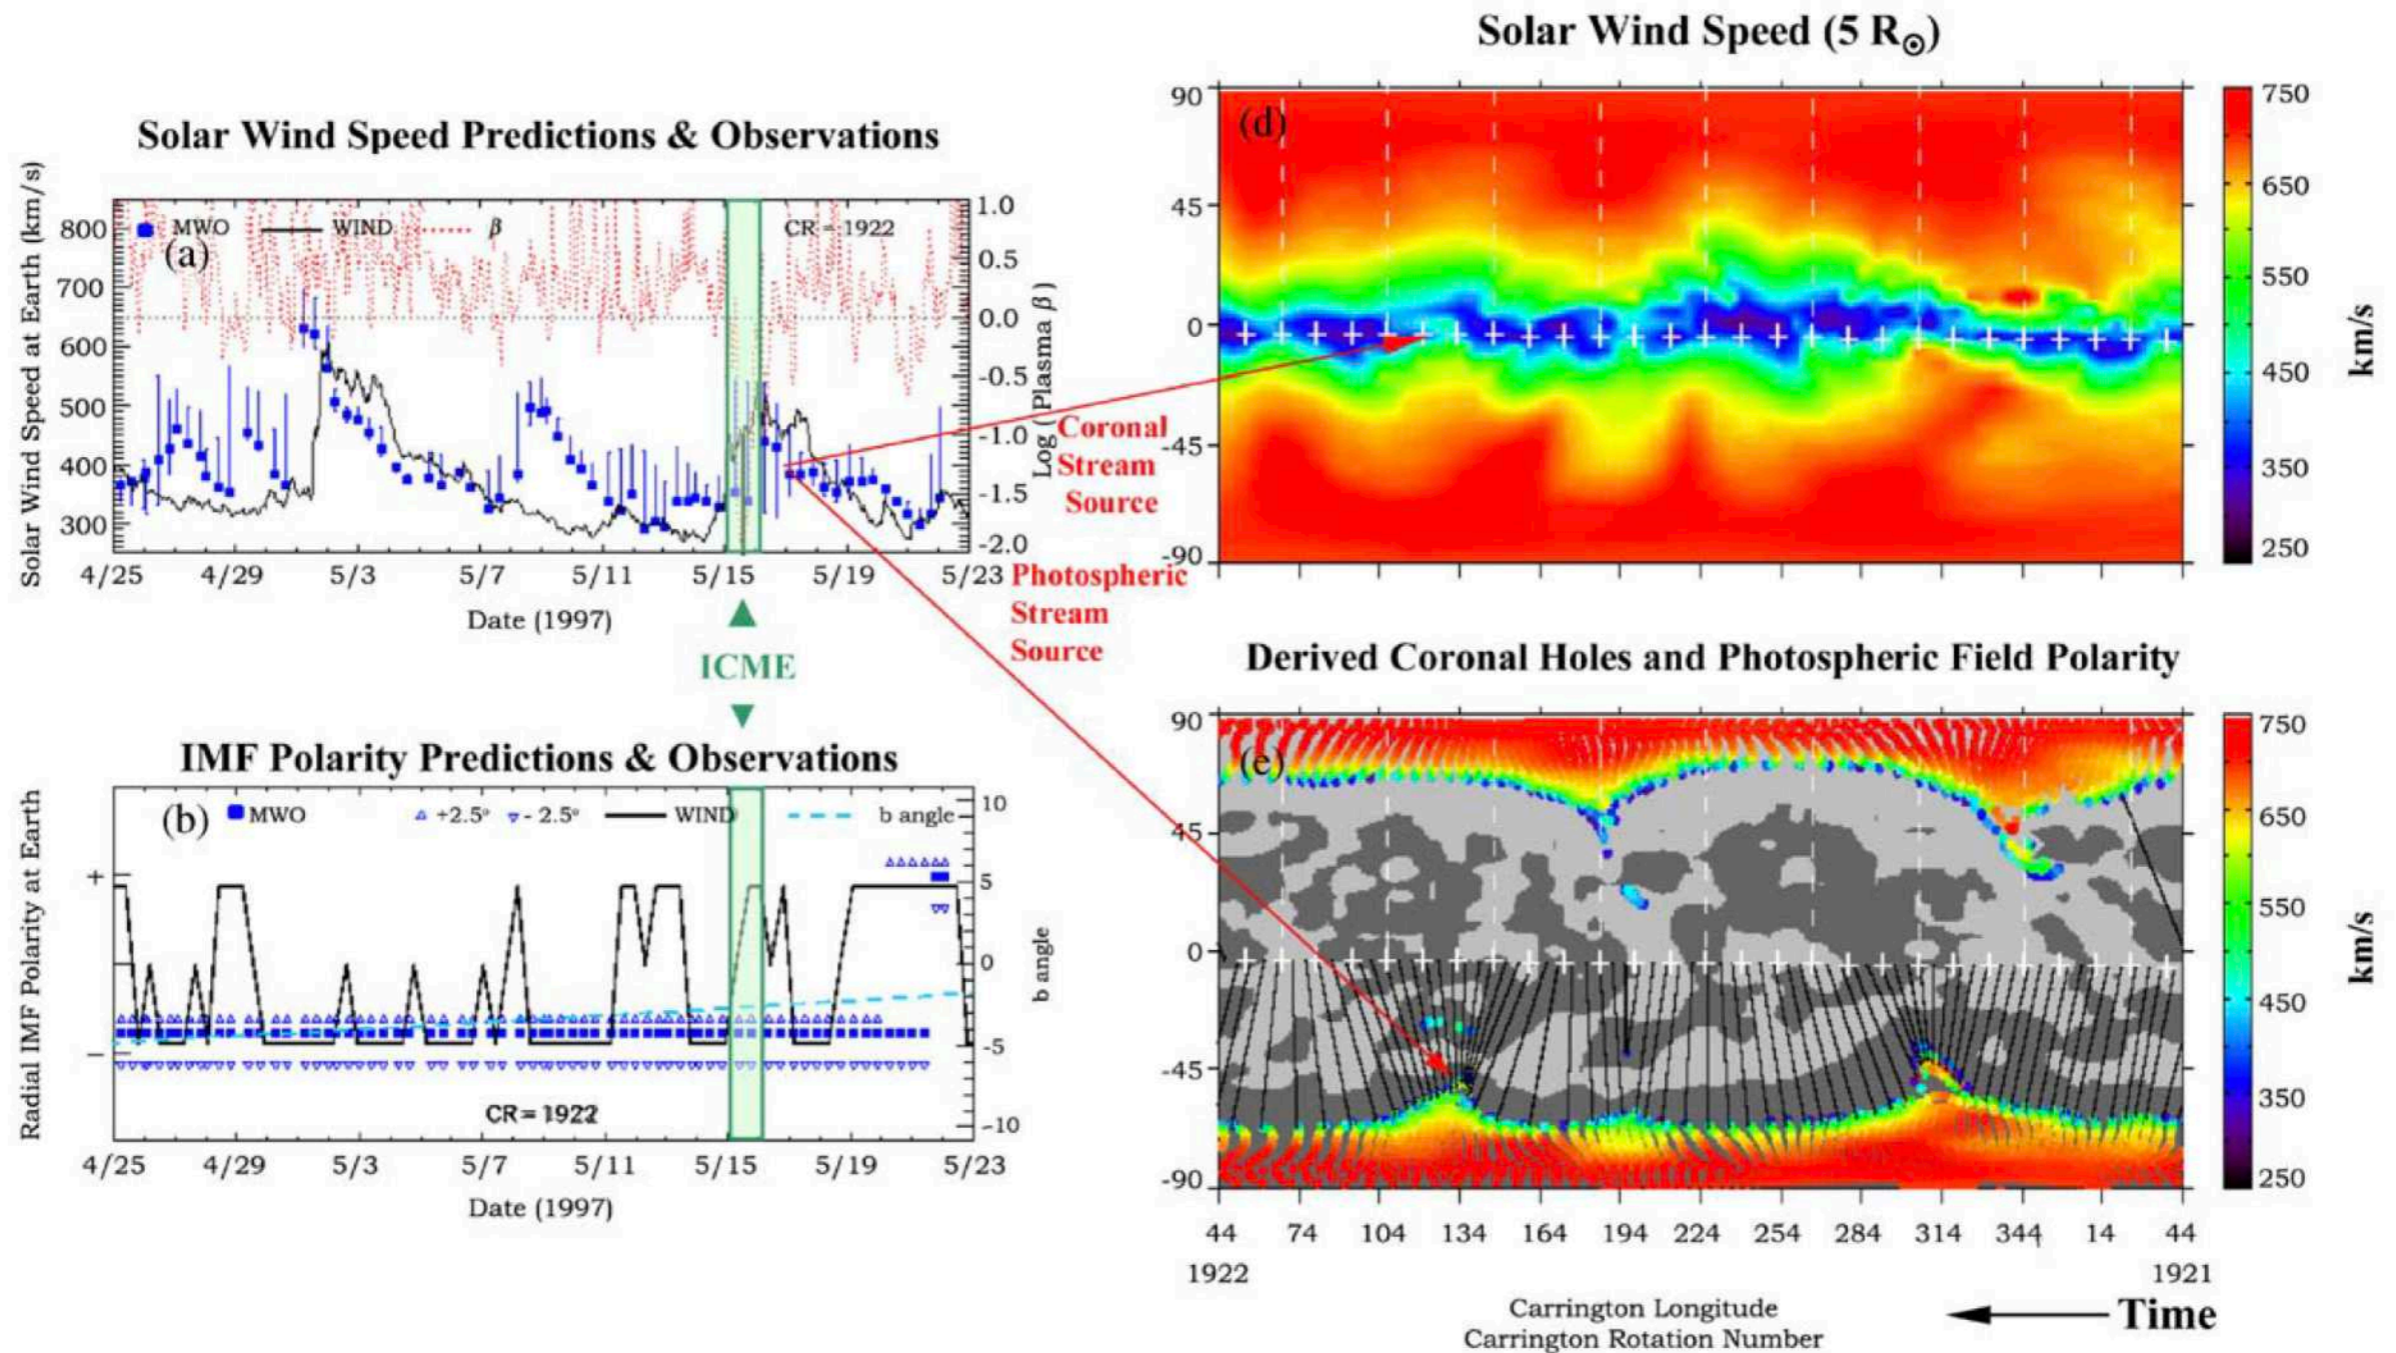 Solar Wind Speed Predictions & Observations
Solar Wind Speed at Earth (km/s)
800
700
600
500
400
300
MWO WIND β
(a)
CR = 1922
1.0
0.5
0.0
-0.5
-1.0
-1.5
-2.0
Log (Plasma β)
4/25 4/29 5/3 5/7 5/11 5/15 5/19 5/23
Date (1997)
ICME
Coronal
Stream
Source
Photospheric
Stream
Source
IMF Polarity Predictions & Observations
Radial IMF Polarity at Earth
+
−
(b)
MWO +2.5° - 2.5° WIND b angle
10
5
0
-5
-10
b angle
CR = 1922
4/25 4/29 5/3 5/7 5/11 5/15 5/19 5/23
Date (1997)
Solar Wind Speed (5 R☉)
(d)
90
45
0
-45
-90
750
650
550
450
350
250
km/s
Derived Coronal Holes and Photospheric Field Polarity
(e)
90
45
0
-45
-90
750
650
550
450
350
250
km/s
44 74 104 134 164 194 224 254 284 314 344 14 44
1922 1921
Carrington Longitude
Carrington Rotation Number
Time